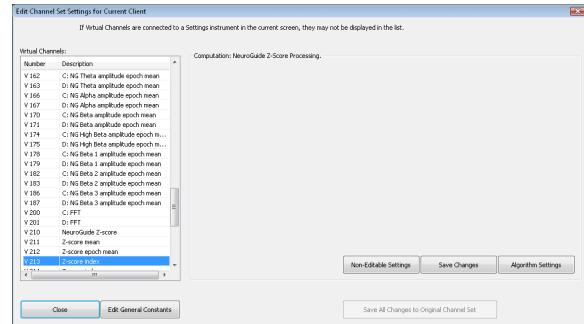 Edit Channel Set Settings for Current Client
If Virtual Channels are connected to a Settings instrument in the current screen, they may not be displayed in the list.
Virtual Channels:
Computation: NeuroGuide Z-Score Processing.
Number Description
V 162 C: NG Theta amplitude epoch mean
V 163 D: NG Theta amplitude epoch mean
V 166 C: NG Alpha amplitude epoch mean
V 167 D: NG Alpha amplitude epoch mean
V 170 C: NG Beta amplitude epoch mean
V 171 D: NG Beta amplitude epoch mean
V 174 C: NG High Beta amplitude epoch m...
V 175 D: NG High Beta amplitude epoch m...
V 178 C: NG Beta 1 amplitude epoch mean
V 179 D: NG Beta 1 amplitude epoch mean
V 182 C: NG Beta 2 amplitude epoch mean
V 183 D: NG Beta 2 amplitude epoch mean
V 186 C: NG Beta 3 amplitude epoch mean
V 187 D: NG Beta 3 amplitude epoch mean
V 200 C: FFT
V 201 D: FFT
V 210 NeuroGuide Z-score
V 211 Z-score mean
V 212 Z-score epoch mean
V 213 Z-score index
Non-Editable Settings Save Changes Algorithm Settings
Close Edit General Constants Save All Changes to Original Channel Set